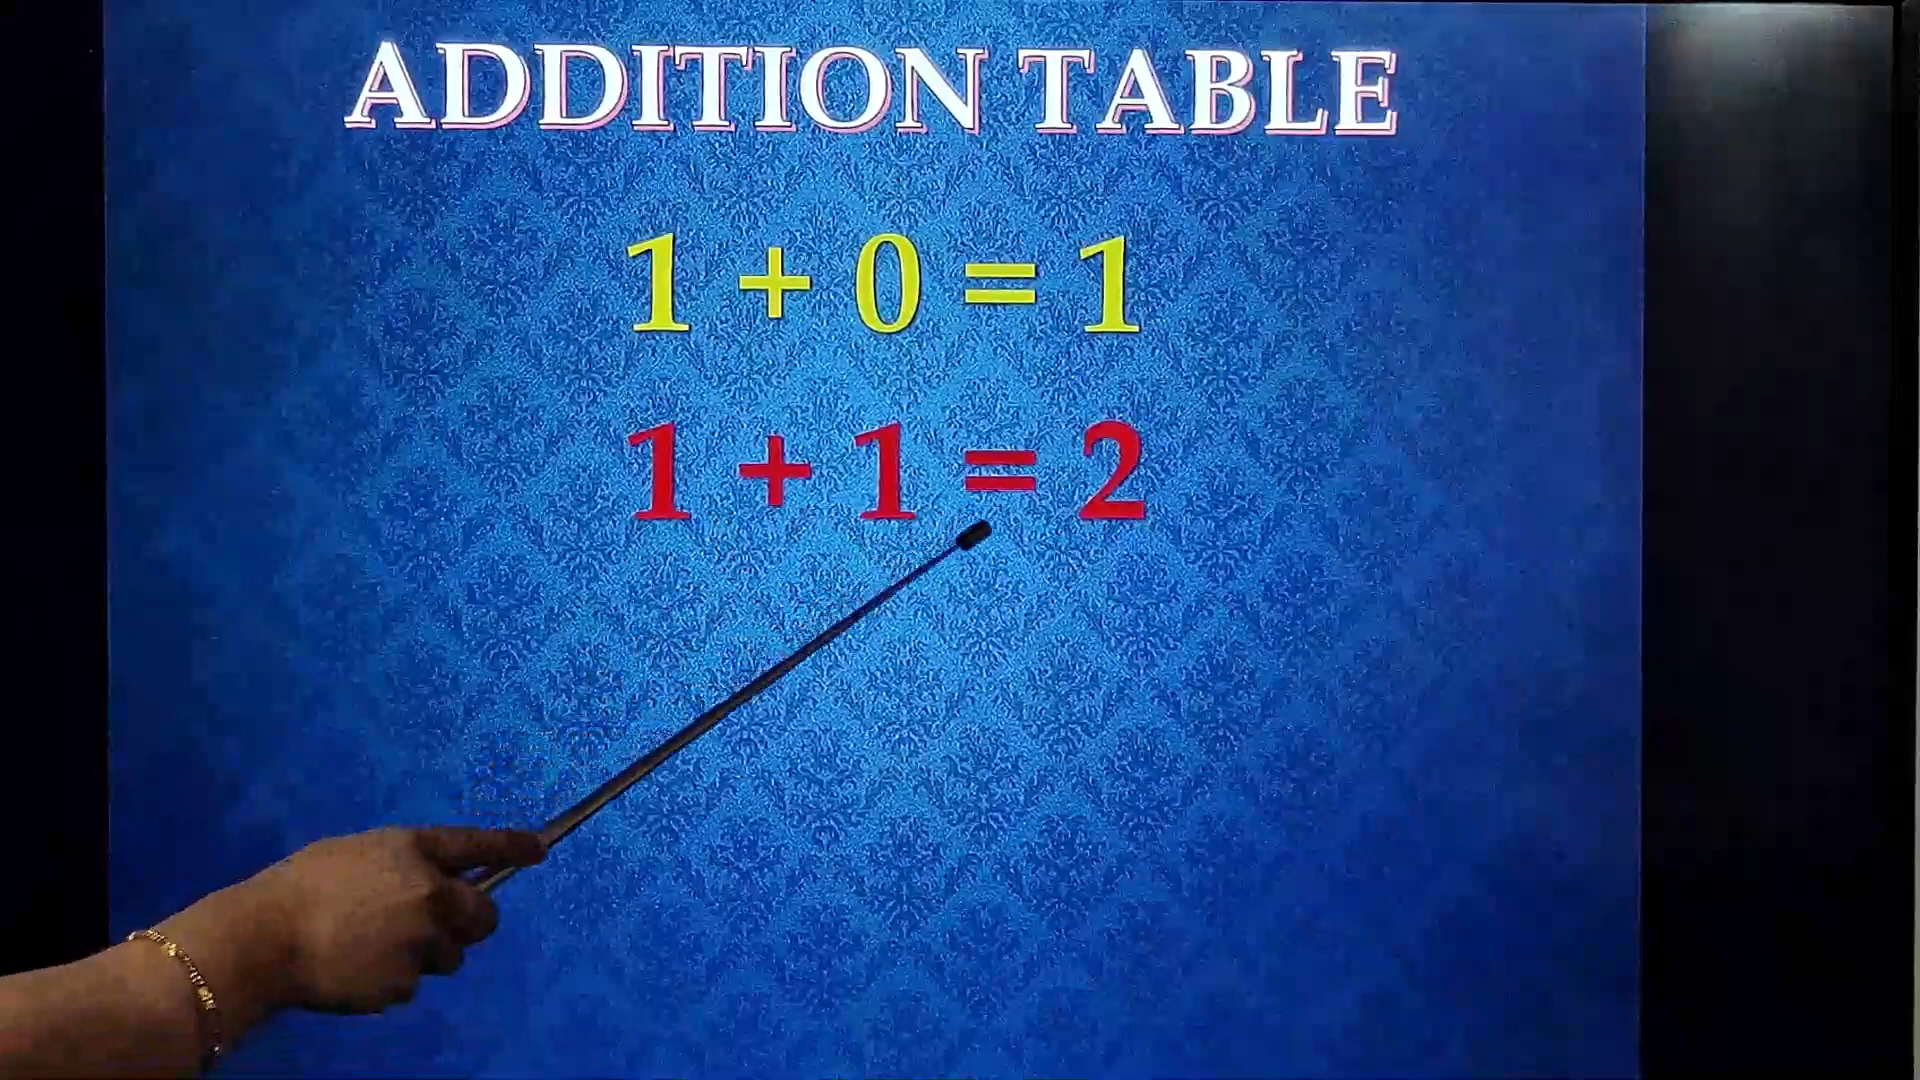 ADDITION TABLE
1 + 0 = 1
1 + 1 = 2